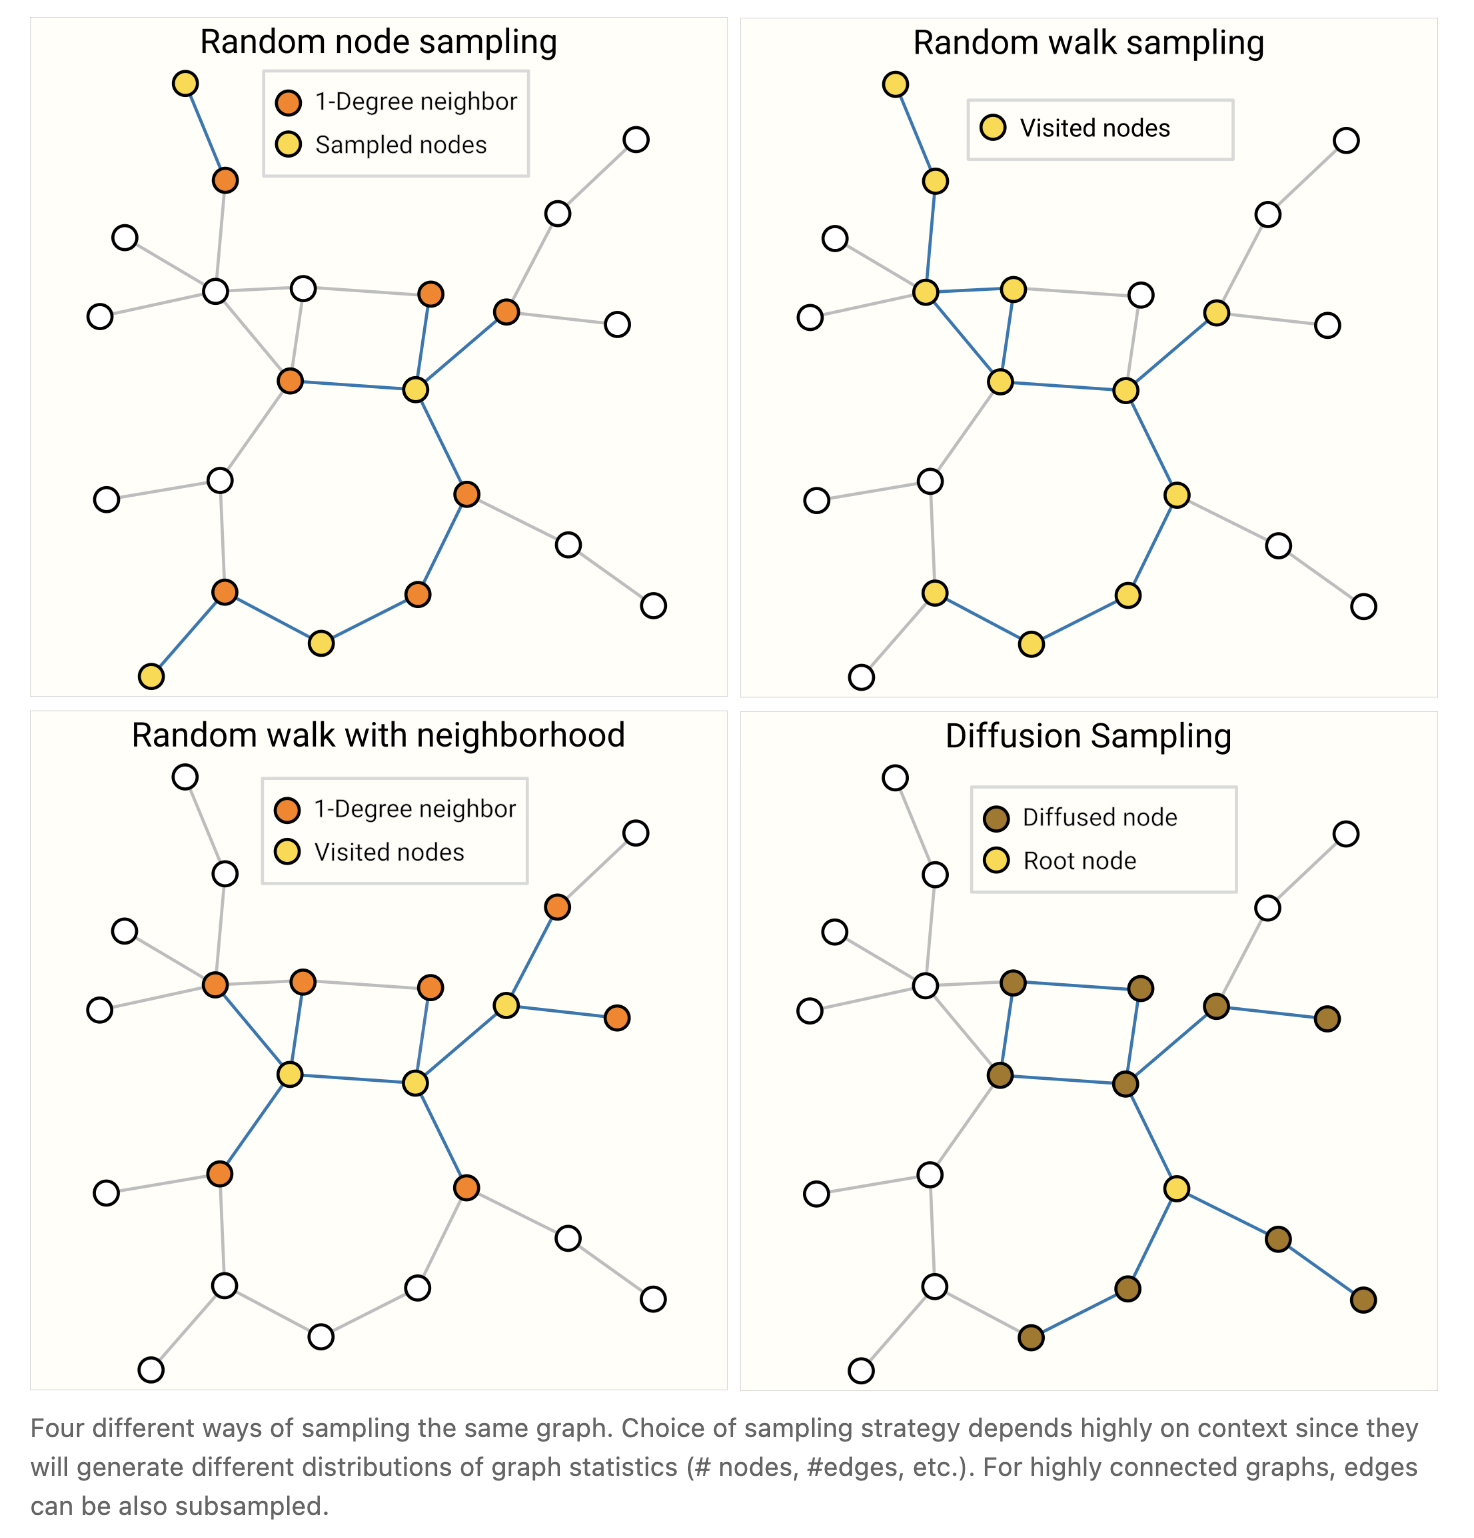 Random node sampling
1-Degree neighbor
Sampled nodes
Random walk sampling
Visited nodes
Random walk with neighborhood
1-Degree neighbor
Visited nodes
Diffusion Sampling
Diffused node
Root node
Four different ways of sampling the same graph. Choice of sampling strategy depends highly on context since they
will generate different distributions of graph statistics (# nodes, #edges, etc.). For highly connected graphs, edges
can be also subsampled.